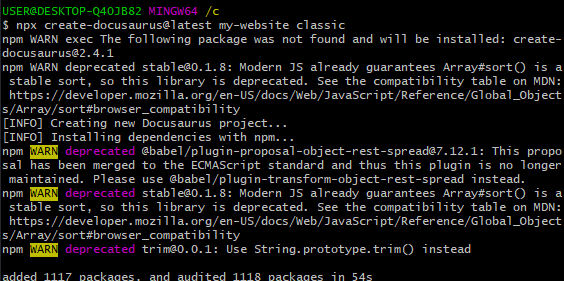 USER@DESKTOP-Q4OJB82 MINGW64 /c
$ npx create-docusaurus@latest my-website classic
npm WARN exec The following package was not found and will be installed: create-
docusaurus@2.4.1
npm WARN deprecated stable@0.1.8: Modern JS already guarantees Array#sort() is a
 stable sort, so this library is deprecated. See the compatibility table on MDN:
 https://developer.mozilla.org/en-US/docs/Web/JavaScript/Reference/Global_Object
s/Array/sort#browser_compatibility
[INFO] Creating new Docusaurus project...
[INFO] Installing dependencies with npm...
npm WARN deprecated @babel/plugin-proposal-object-rest-spread@7.12.1: This propo
sal has been merged to the ECMAScript standard and thus this plugin is no longer
 maintained. Please use @babel/plugin-transform-object-rest-spread instead.
npm WARN deprecated stable@0.1.8: Modern JS already guarantees Array#sort() is a
 stable sort, so this library is deprecated. See the compatibility table on MDN:
 https://developer.mozilla.org/en-US/docs/Web/JavaScript/Reference/Global_Object
s/Array/sort#browser_compatibility
npm WARN deprecated trim@0.0.1: Use String.prototype.trim() instead
added 1117 packages, and audited 1118 packages in 54s